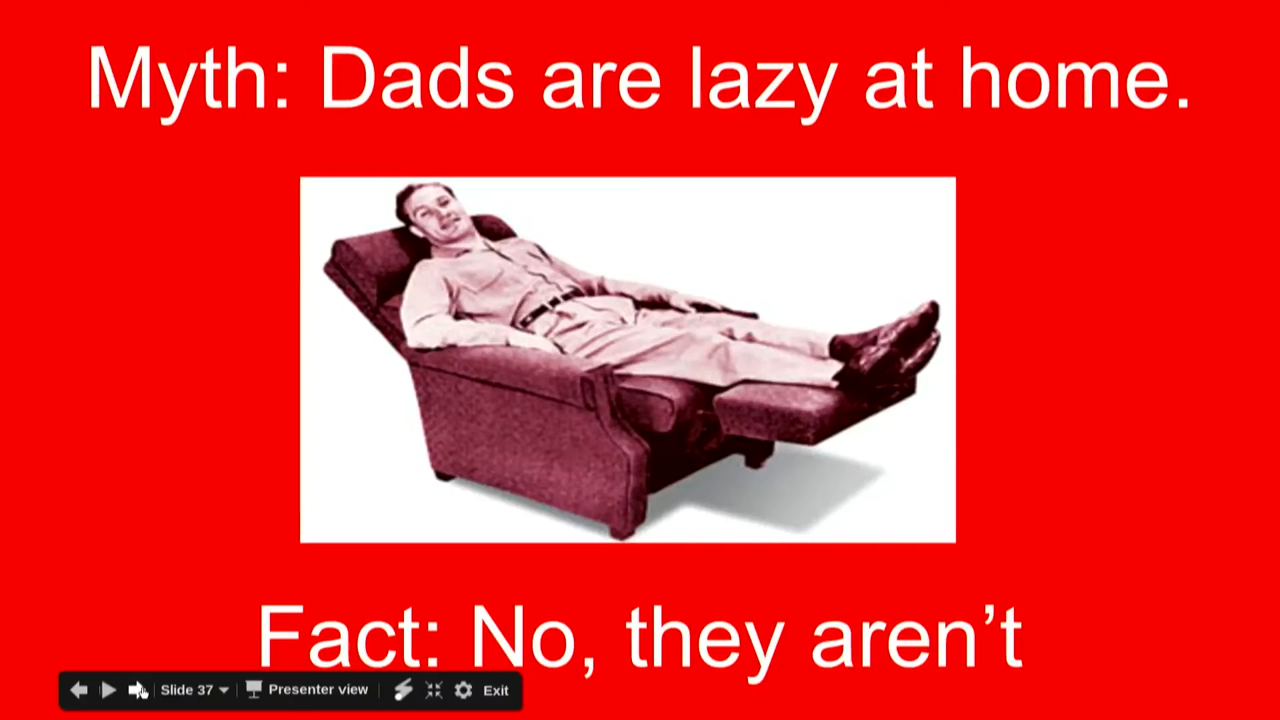 Myth: Dads are lazy at home.
Fact: No, they aren’t
Slide 37 Presenter view Exit